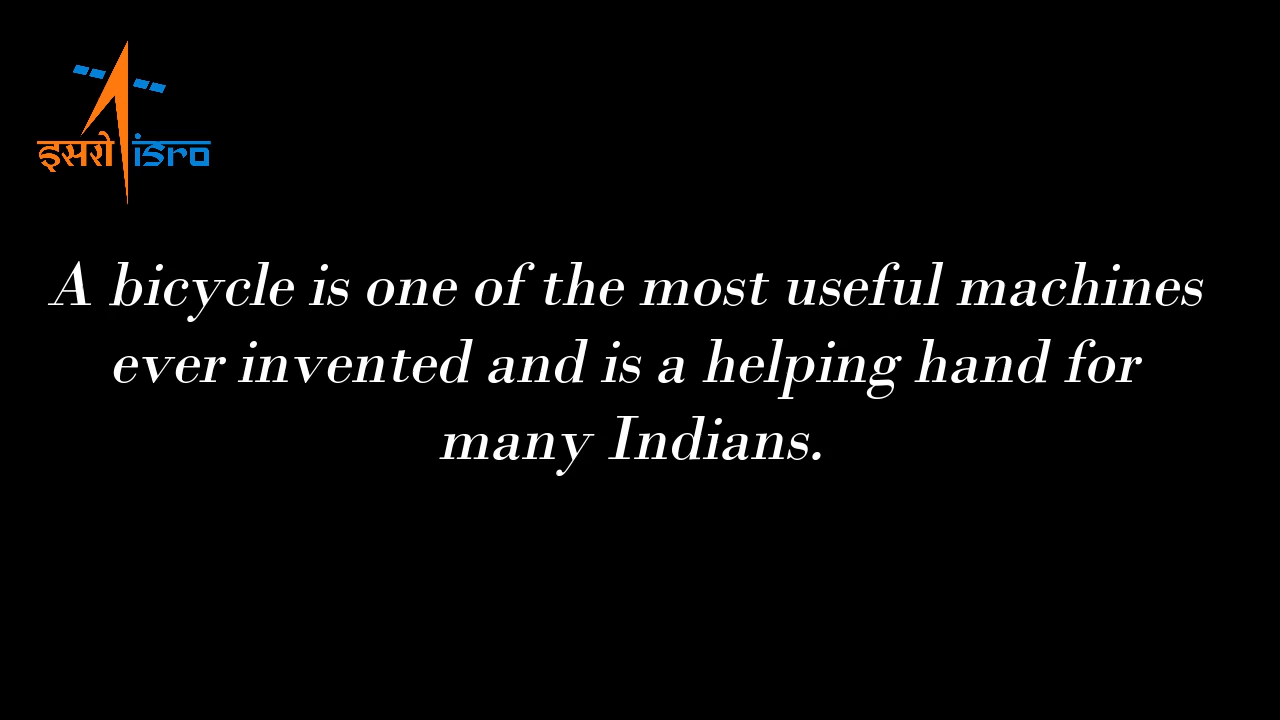 इसरो isro
A bicycle is one of the most useful machines
ever invented and is a helping hand for
many Indians.